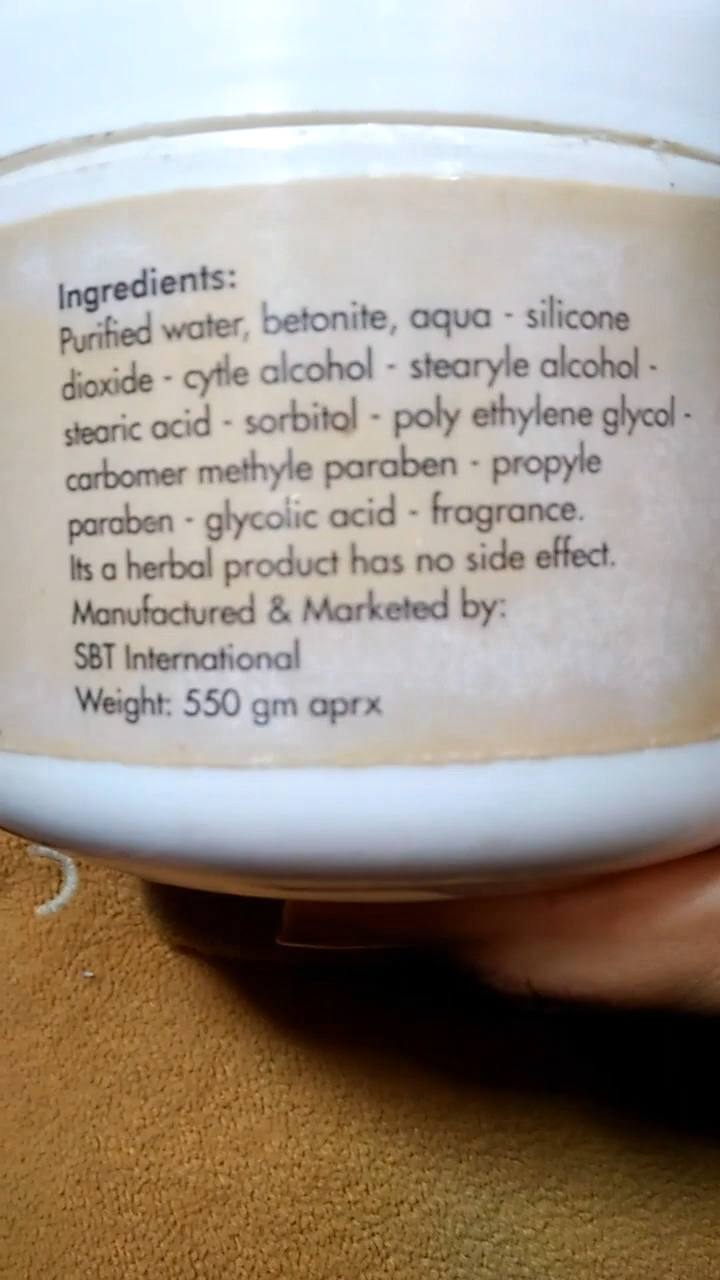 Ingredients:
Purified water, betonite, aqua - silicone
dioxide - cytle alcohol - stearyle alcohol -
stearic acid - sorbitol - poly ethylene glycol -
carbomer methyle paraben - propyle
paraben - glycolic acid - fragrance.
Its a herbal product has no side effect.
Manufactured & Marketed by:
SBT International
Weight: 550 gm aprx